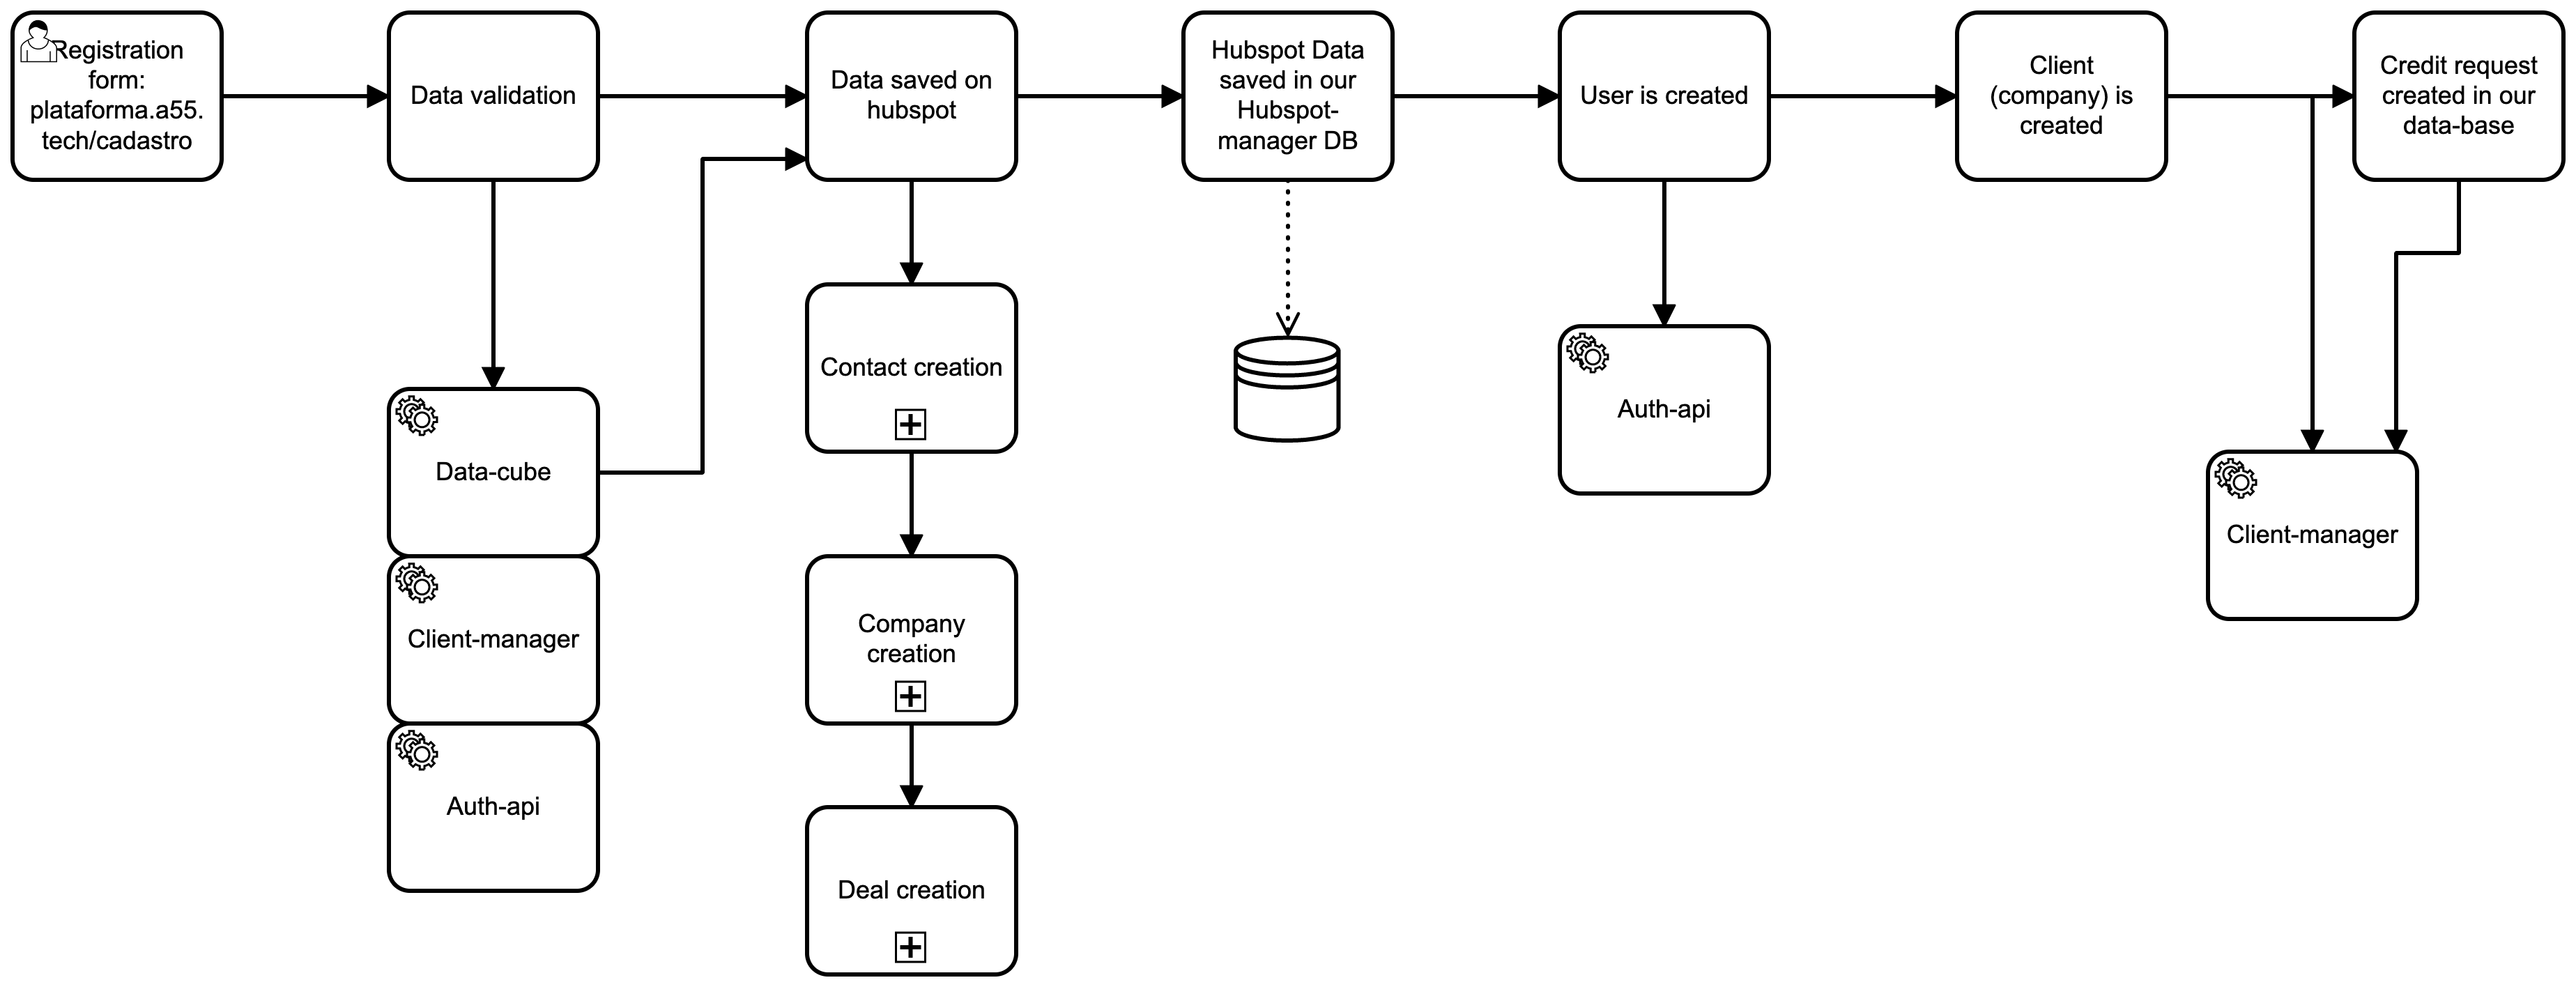 Registration
form:
plataforma.a55.
tech/cadastro
Data validation
Data saved on
hubspot
Hubspot Data
saved in our
Hubspot-
manager DB
User is created
Client
(company) is
created
Credit request
created in our
data-base
Contact creation
Data-cube
Auth-api
Client-manager
Company
creation
Client-manager
Auth-api
Deal creation